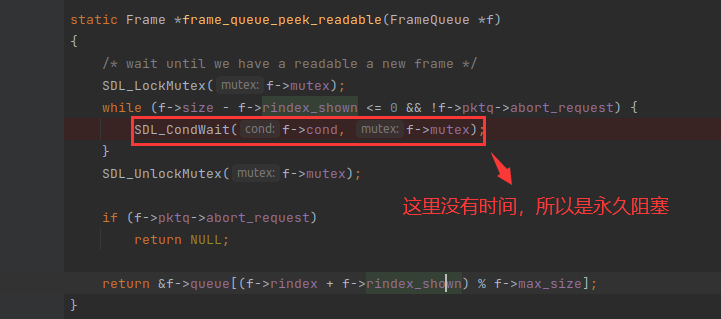 static Frame *frame_queue_peek_readable(FrameQueue *f)
{
/* wait until we have a readable a new frame */
SDL_LockMutex( mutex: f->mutex);
while (f->size - f->rindex_shown <= 0 && !f->pktq->abort_request) {
SDL_CondWait( cond: f->cond, mutex: f->mutex);
}
SDL_UnlockMutex( mutex: f->mutex);
这里没有时间，所以是永久阻塞
if (f->pktq->abort_request)
return NULL;
return &f->queue[(f->rindex + f->rindex_shown) % f->max_size];
}